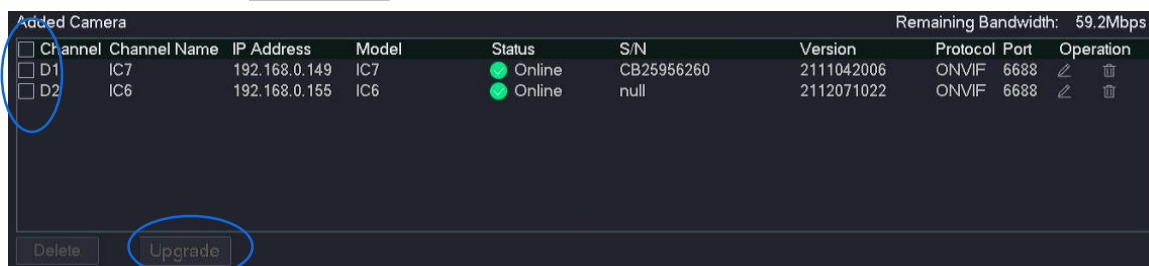 Added Camera Remaining Bandwidth: 59.2Mbps
Channel Channel Name IP Address Model Status S/N Version Protocol Port Operation
D1 IC7 192.168.0.149 IC7 Online CB25956260 2111042006 ONVIF 6688
D2 IC6 192.168.0.155 IC6 Online null 2112071022 ONVIF 6688
Delete Upgrade